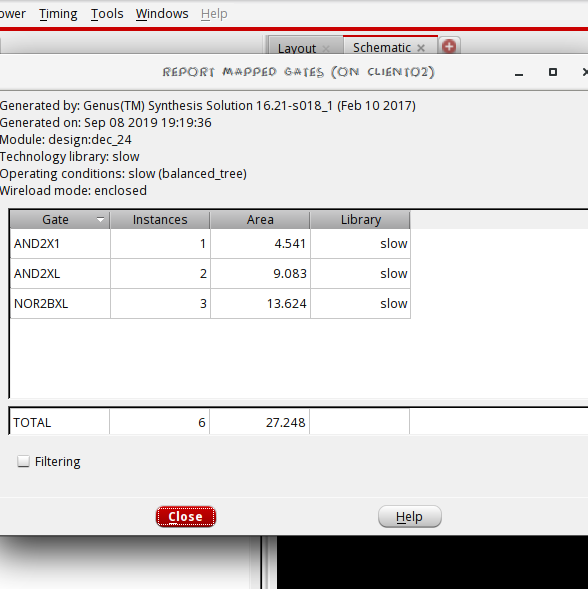 ower Timing Tools Windows Help
Layout Schematic
REPORT MAPPED GATES (ON CLIENT02)
Generated by: Genus(TM) Synthesis Solution 16.21-s018_1 (Feb 10 2017)
Generated on: Sep 08 2019 19:19:36
Module: design:dec_24
Technology library: slow
Operating conditions: slow (balanced_tree)
Wireload mode: enclosed
Gate Instances Area Library
AND2X1 1 4.541 slow
AND2XL 2 9.083 slow
NOR2BXL 3 13.624 slow
TOTAL 6 27.248
Filtering
Close Help